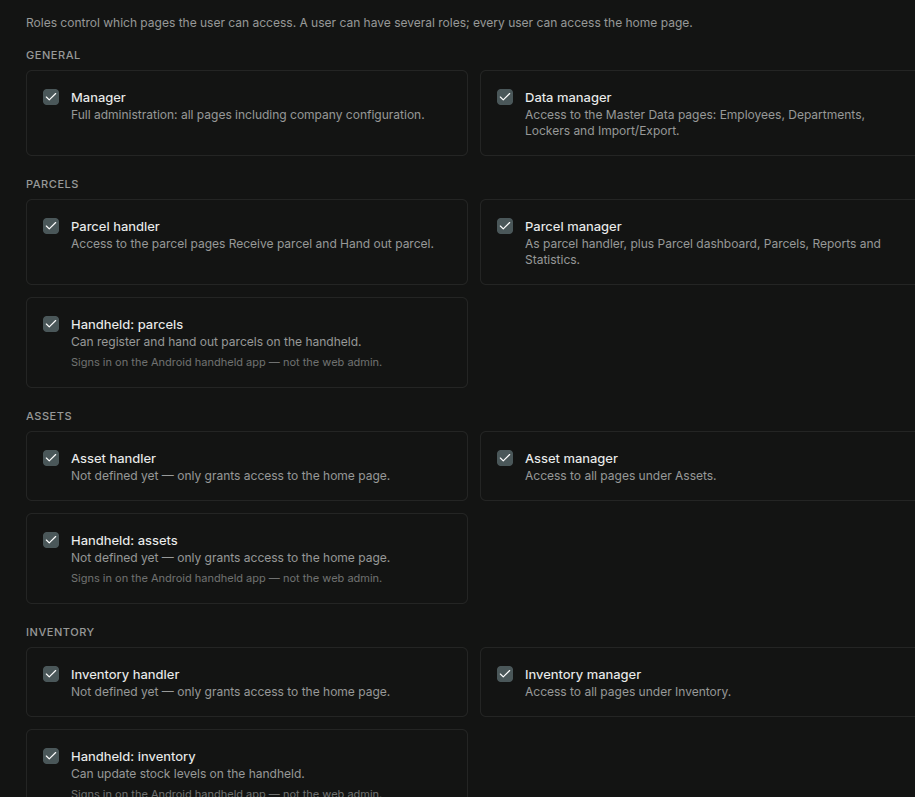 Roles control which pages the user can access. A user can have several roles; every user can access the home page.
GENERAL
Manager
Full administration: all pages including company configuration.
Data manager
Access to the Master Data pages: Employees, Departments,
Lockers and Import/Export.
PARCELS
Parcel handler
Access to the parcel pages Receive parcel and Hand out parcel.
Parcel manager
As parcel handler, plus Parcel dashboard, Parcels, Reports and
Statistics.
Handheld: parcels
Can register and hand out parcels on the handheld.
Signs in on the Android handheld app — not the web admin.
ASSETS
Asset handler
Not defined yet — only grants access to the home page.
Asset manager
Access to all pages under Assets.
Handheld: assets
Not defined yet — only grants access to the home page.
Signs in on the Android handheld app — not the web admin.
INVENTORY
Inventory handler
Not defined yet — only grants access to the home page.
Inventory manager
Access to all pages under Inventory.
Handheld: inventory
Can update stock levels on the handheld.
Signs in on the Android handheld app — not the web admin.